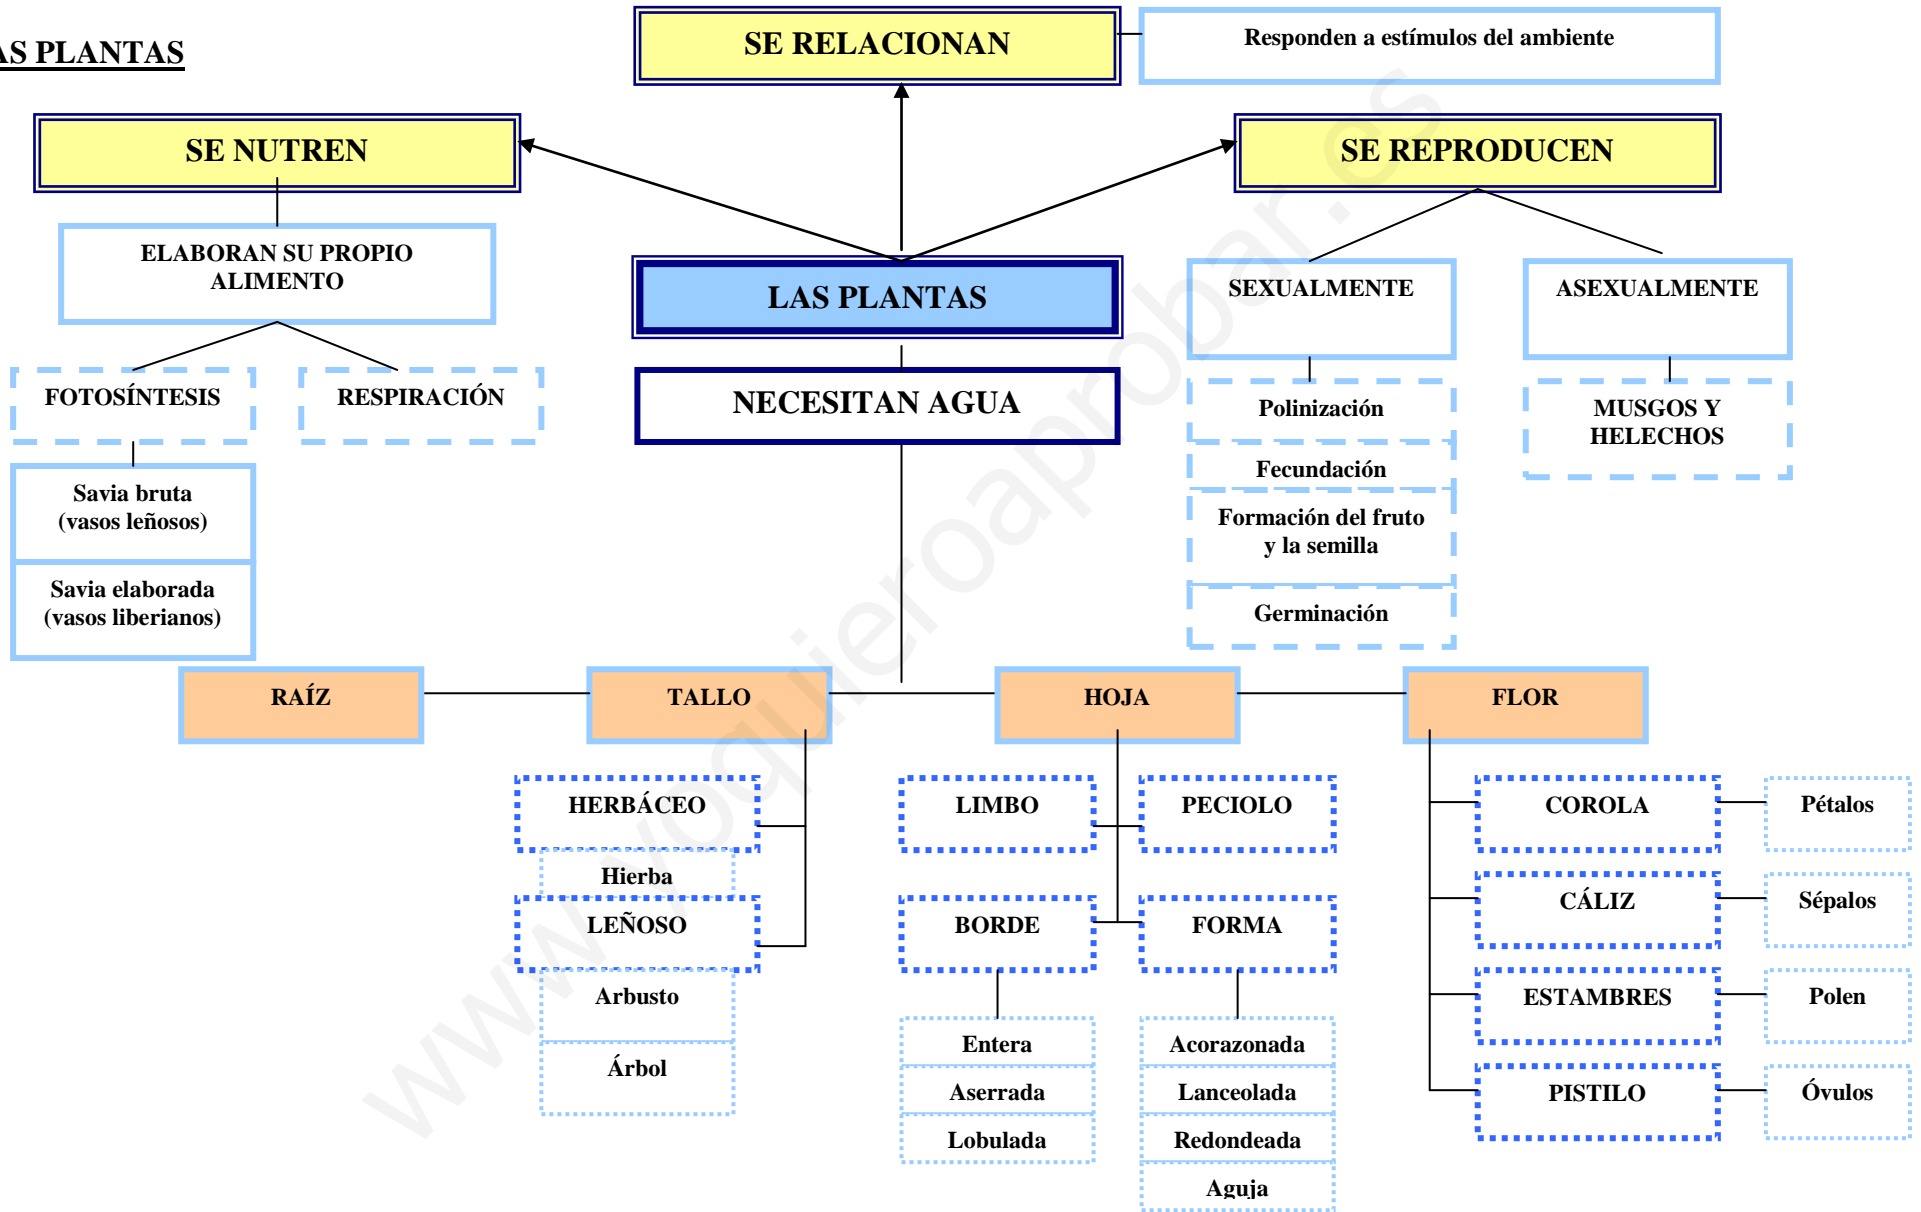 AS PLANTAS
SE RELACIONAN
Responden a estímulos del ambiente
SE NUTREN
SE REPRODUCEN
ELABORAN SU PROPIO
ALIMENTO
LAS PLANTAS
SEXUALMENTE
ASEXUALMENTE
FOTOSÍNTESIS
RESPIRACIÓN
NECESITAN AGUA
Polinización
MUSGOS Y
HELECHOS
Fecundación
Savia bruta
(vasos leñosos)
Formación del fruto
y la semilla
Savia elaborada
(vasos liberianos)
Germinación
RAÍZ
TALLO
HOJA
FLOR
HERBÁCEO
Hierba
LEÑOSO
Arbusto
Árbol
LIMBO
PECIOLO
BORDE
FORMA
Entera
Aserrada
Lobulada
Acorazonada
Lanceolada
Redondeada
Aguja
COROLA
Pétalos
CÁLIZ
Sépalos
ESTAMBRES
Polen
PISTILO
Óvulos
www.yoquieroaprobar.es